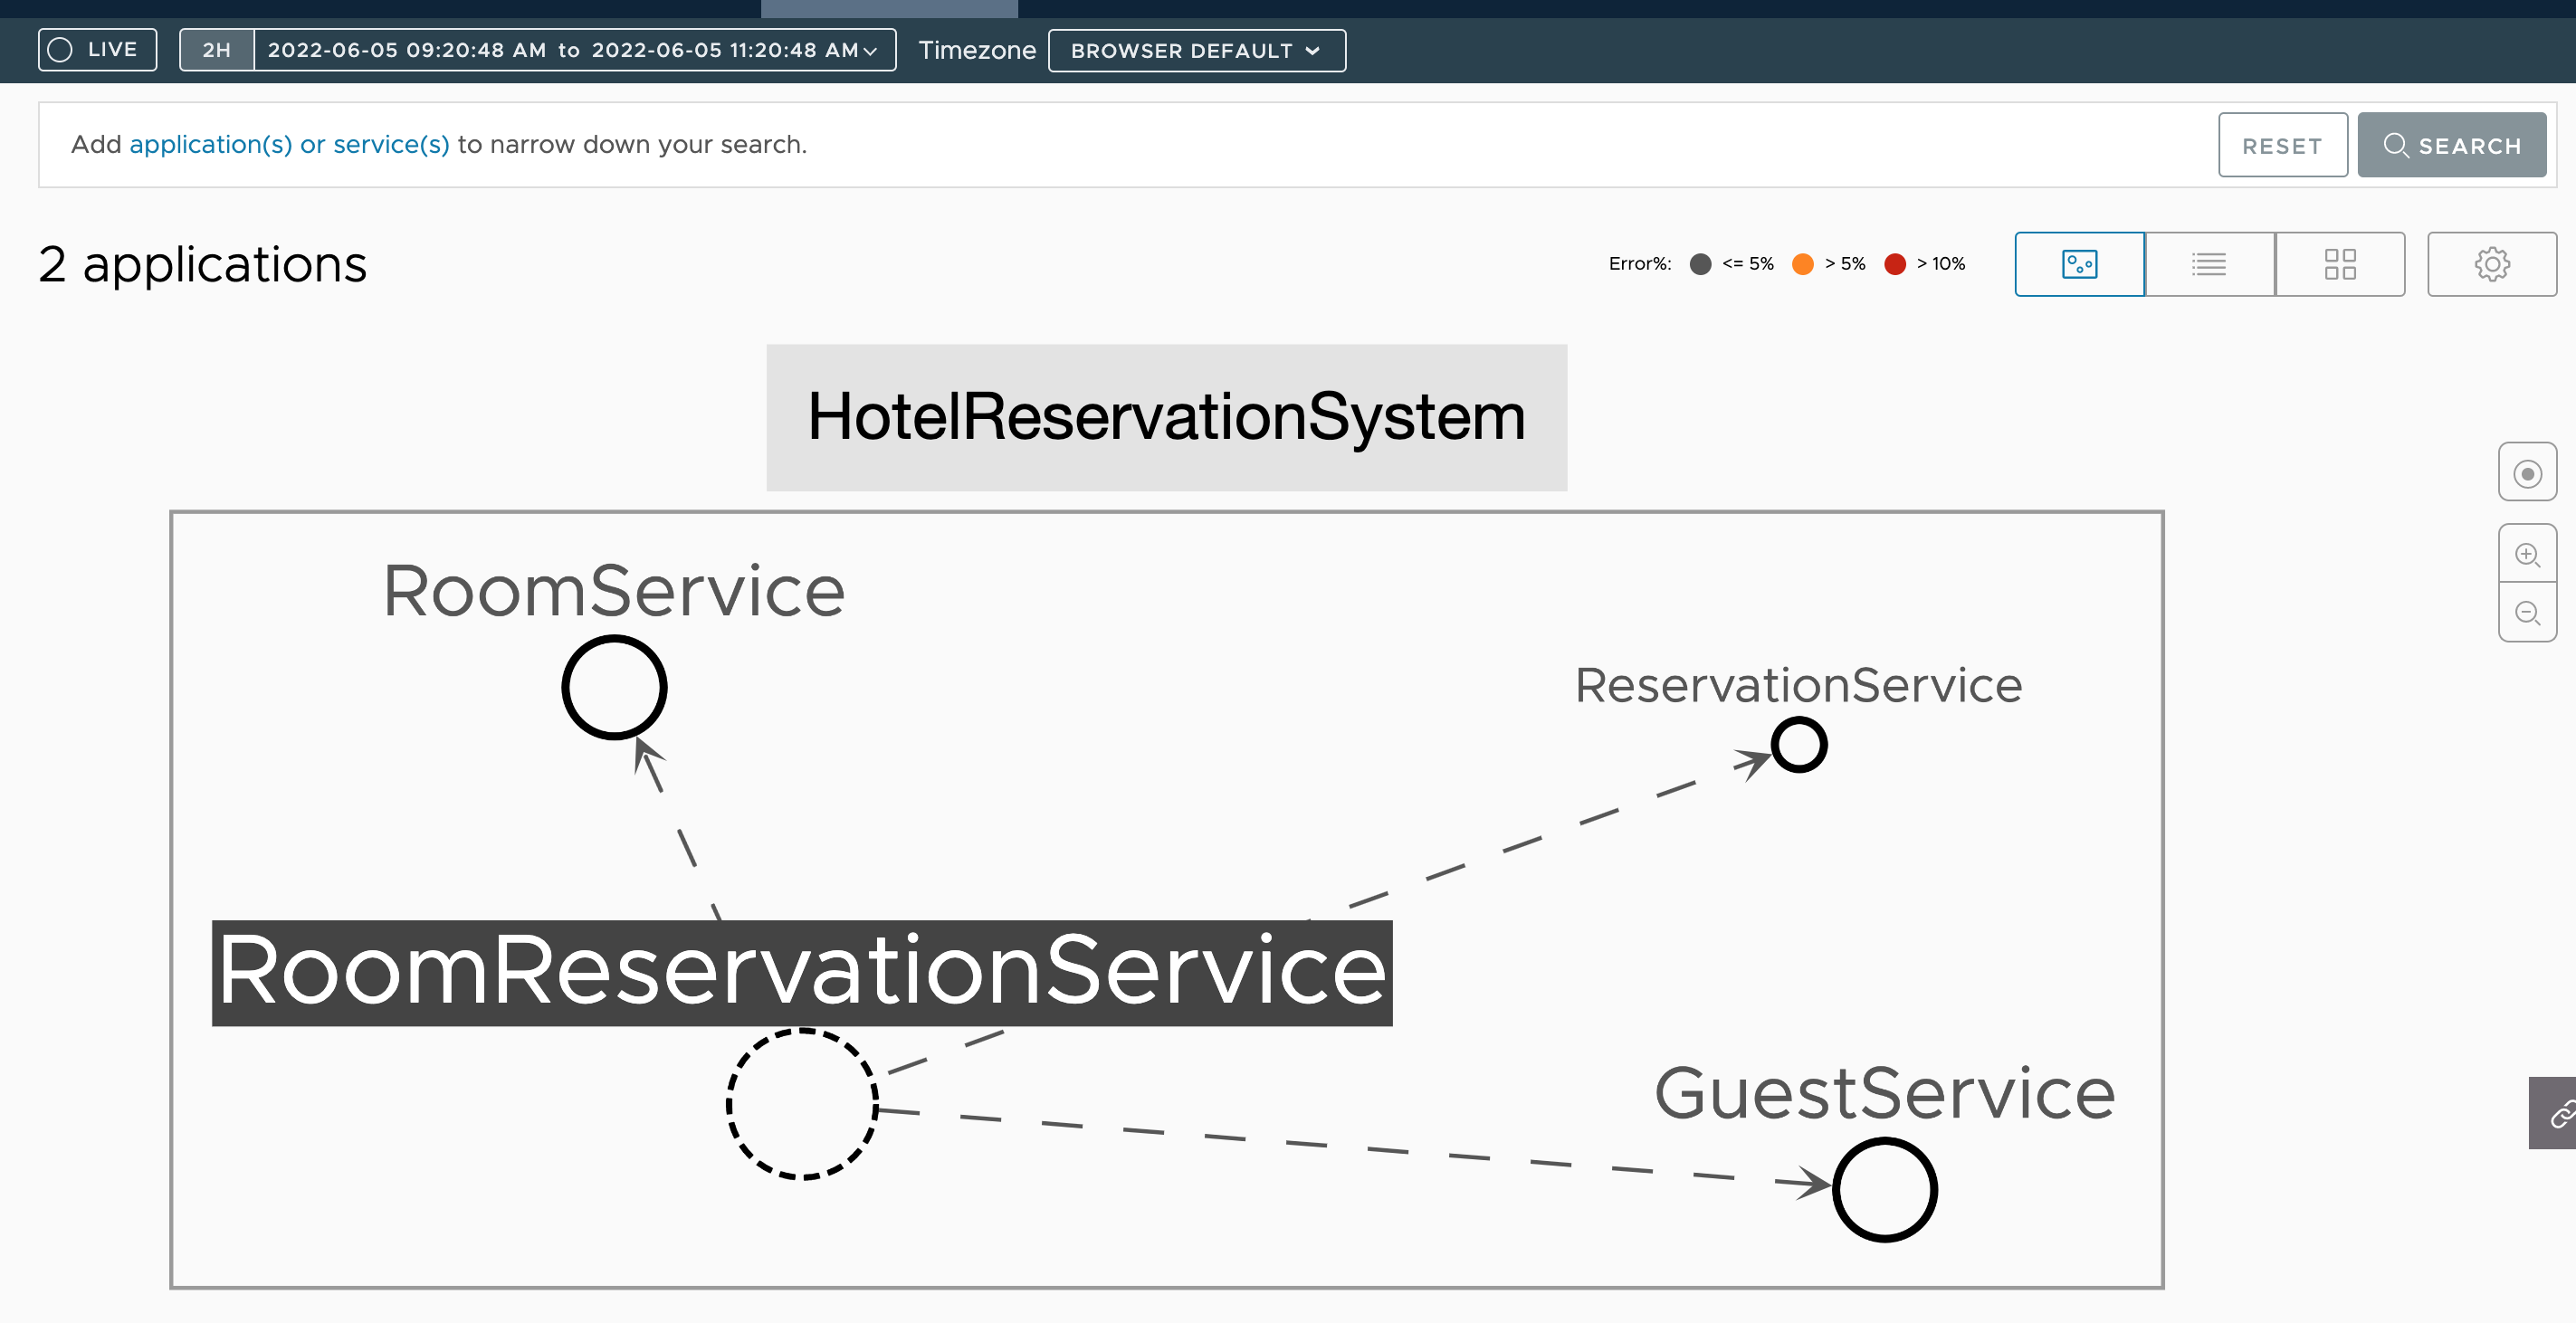 LIVE
2H 2022-06-05 09:20:48 AM to 2022-06-05 11:20:48 AM
Timezone BROWSER DEFAULT
Add application(s) or service(s) to narrow down your search.
RESET
SEARCH
2 applications
Error%: <= 5% > 5% > 10%
HotelReservationSystem
RoomService
ReservationService
RoomReservationService
GuestService